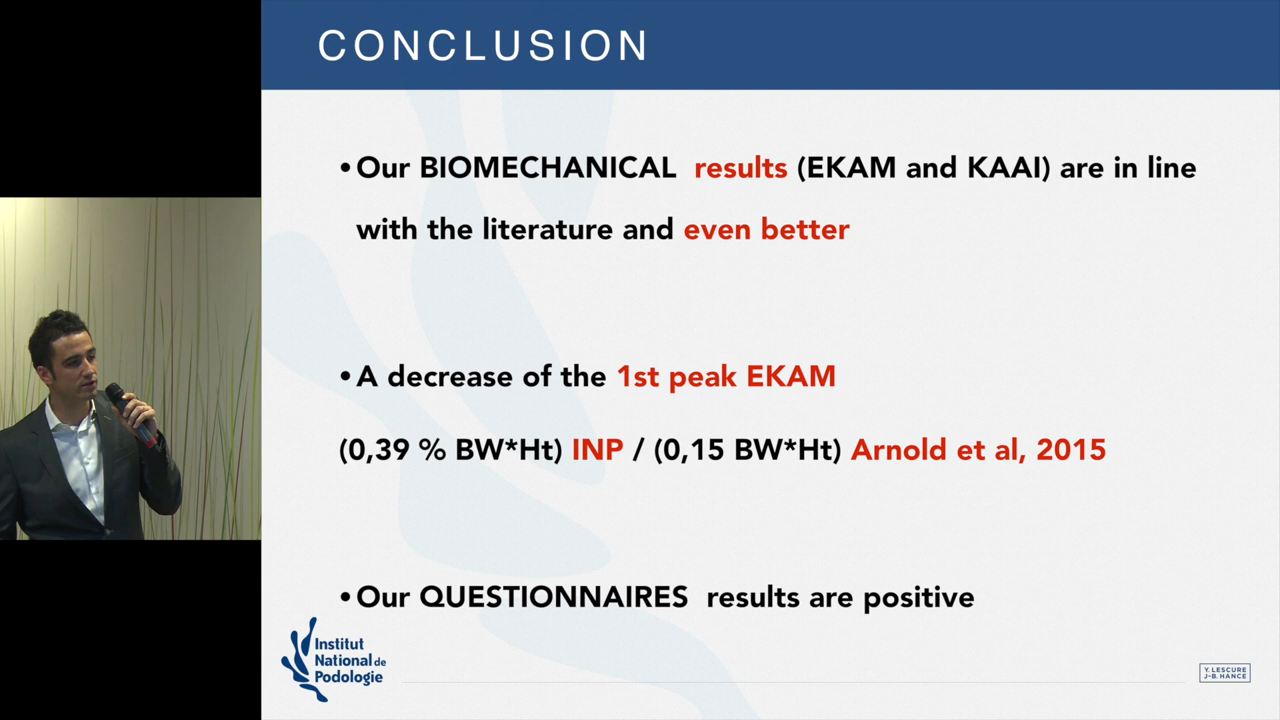 CONCLUSION
•Our BIOMECHANICAL results (EKAM and KAAI) are in line
with the literature and even better
•A decrease of the 1st peak EKAM
(0,39 % BW*Ht) INP / (0,15 BW*Ht) Arnold et al, 2015
•Our QUESTIONNAIRES results are positive
Institut
National de
Podologie
Y. LESCURE
J-B. HANCE